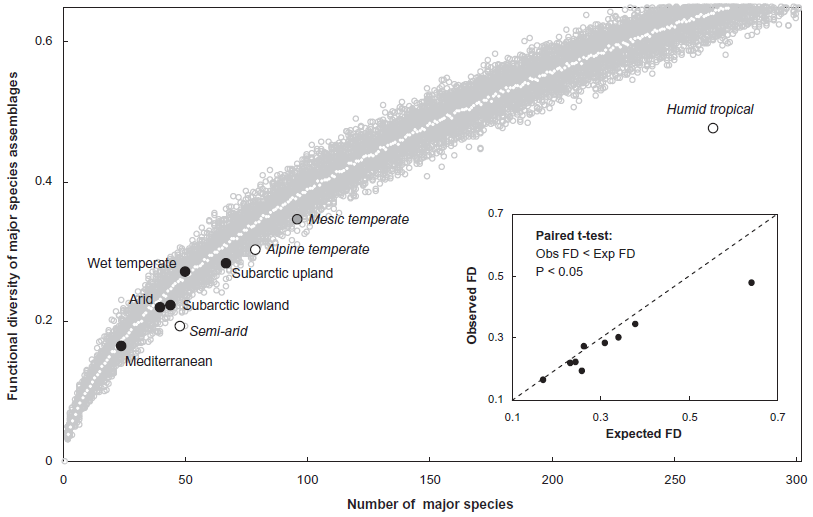 Functional diversity of major species assemblages
0.6
0.4
0.2
0
0
50
100
150
200
250
300
Number of major species
Humid tropical
Mesic temperate
Alpine temperate
Wet temperate
Subarctic upland
Arid
Subarctic lowland
Semi-arid
Mediterranean
0.7
0.5
0.3
0.1
Observed FD
Paired t-test:
Obs FD < Exp FD
P < 0.05
0.1
0.3
0.5
0.7
Expected FD